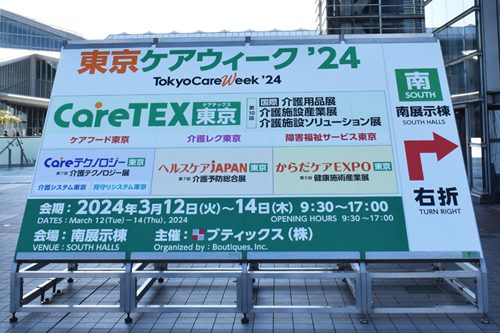 東京ケアウィーク'24
TokyoCareWeek'24
CareTEX ケアテックス 東京 第10回 国際 介護用品展
介護施設産業展
介護施設ソリューション展
ケアフード東京 介護レク東京 障害福祉サービス東京
Careテクノロジー東京
第7回 介護テクノロジー展
介護システム東京 見守りシステム東京
ヘルスケアJAPAN 東京
第7回 介護予防総合展
からだケアEXPO 東京
第5回 健康施術産業展
会期：2024年3月12日(火)～14日(木) 9:30～17:00
DATES : March 12(Tue)－14(Thu), 2024 OPENING HOURS 9:30～17:00
会場：南展示棟 主催：ブティックス(株)
VENUE : SOUTH HALLS Organized by : Boutiques, Inc.
南
SOUTH
南展示棟
SOUTH HALLS
右折
TURN RIGHT